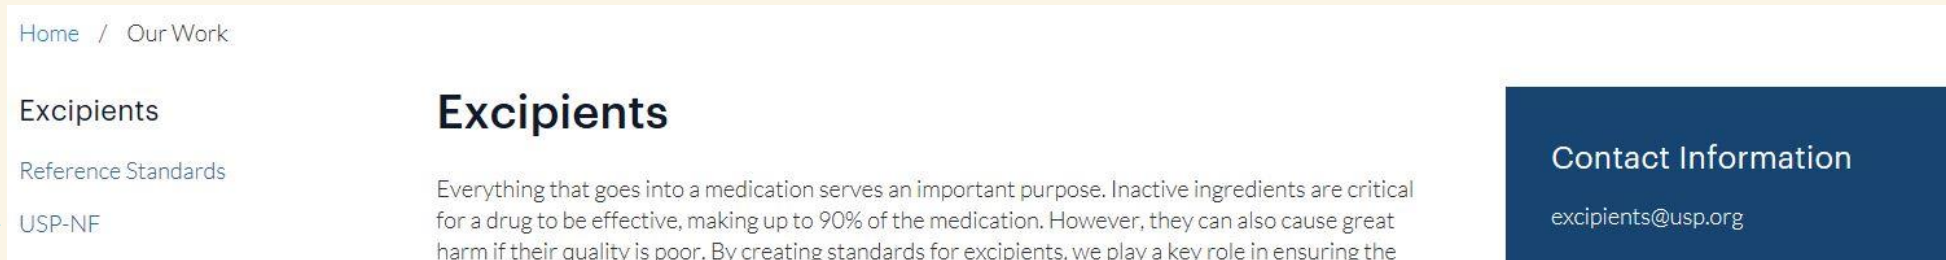 Home / Our Work
Excipients
Reference Standards
USP-NF
Excipients
Everything that goes into a medication serves an important purpose. Inactive ingredients are critical
for a drug to be effective, making up to 90% of the medication. However, they can also cause great
harm if their quality is poor. By creating standards for excipients, we play a key role in ensuring the
Contact Information
excipients@usp.org